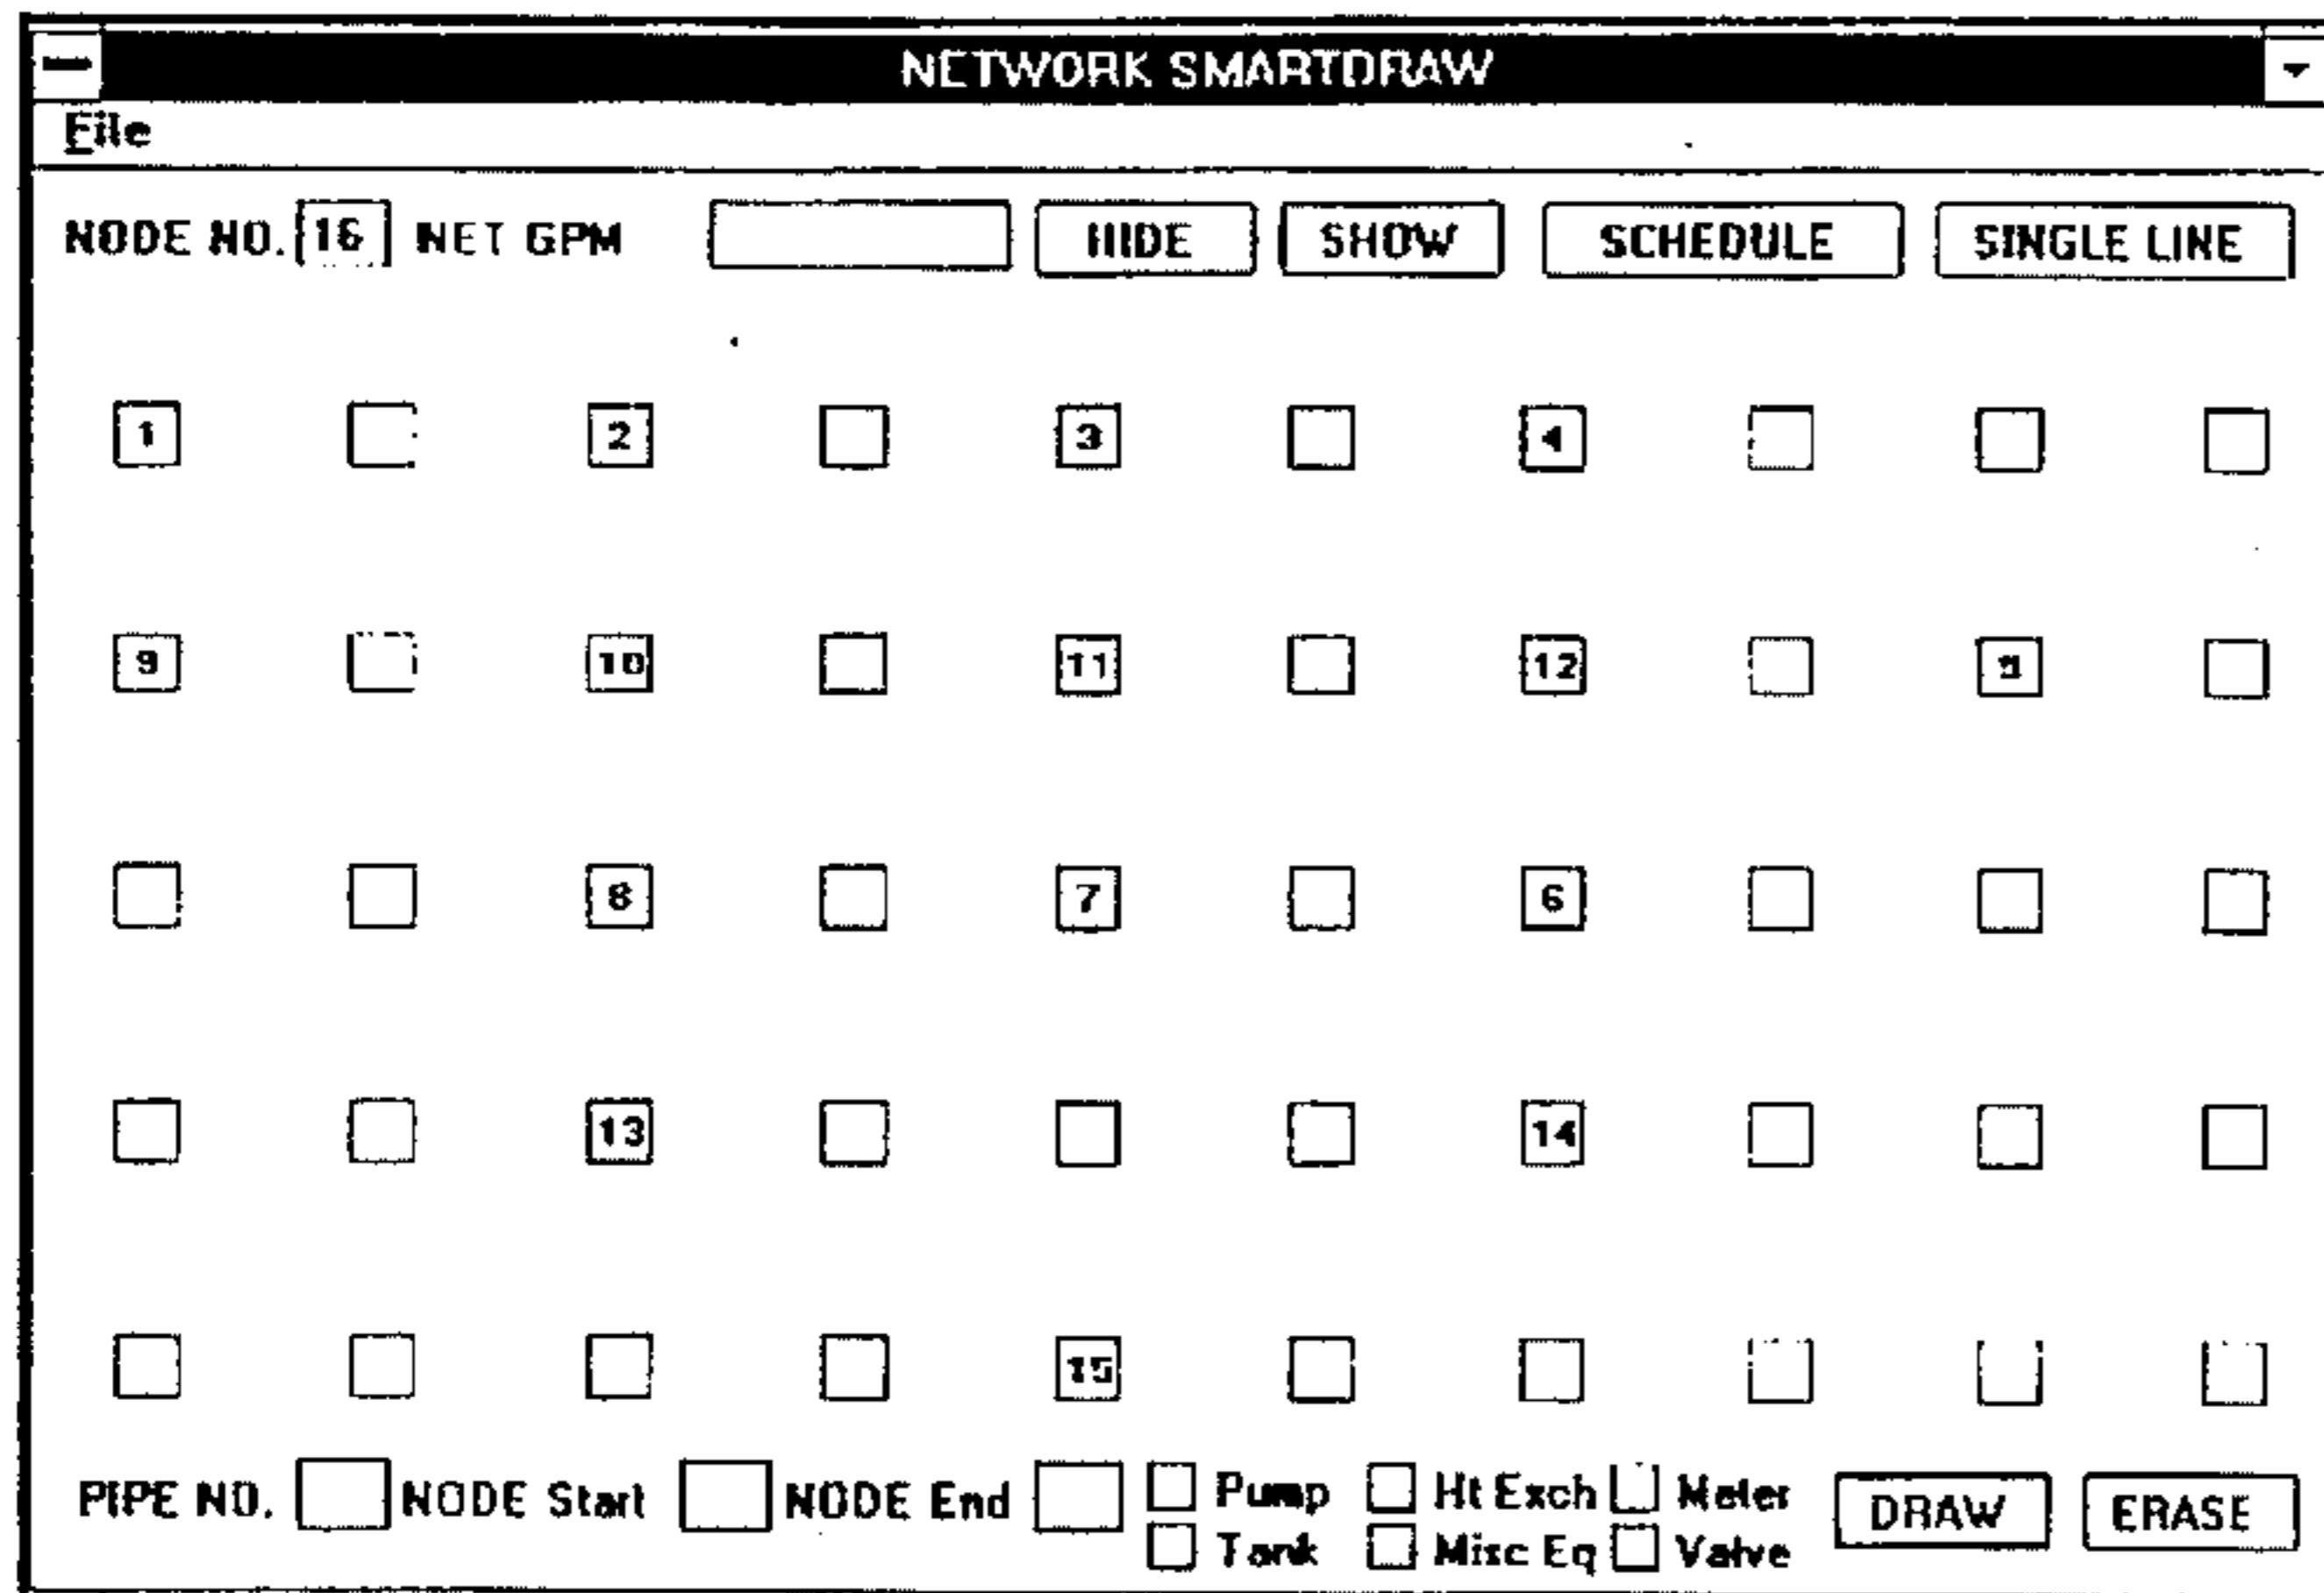 NETWORK SMARTDRAW
File
NODE NO. 16 NET GPM HIDE SHOW SCHEDULE SINGLE LINE
1 2 3 4
9 10 11 12 5
8 7 6
13 14
15
PIPE NO. NODE Start NODE End Pump Ht Exch Meter DRAW ERASE
Tank Misc Eq Valve